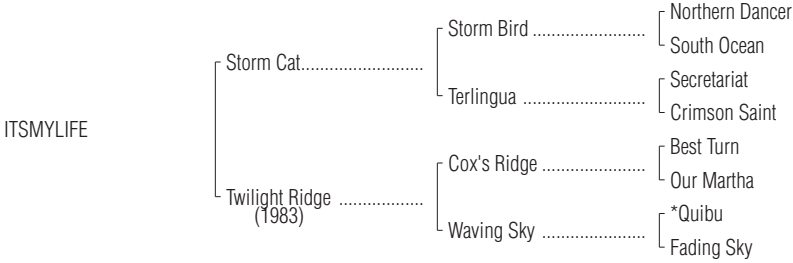 Northern Dancer
Storm Bird ........................
South Ocean
Storm Cat..........................
Secretariat
Terlingua ..........................
Crimson Saint
ITSMYLIFE
Best Turn
Cox's Ridge ......................
Our Martha
Twilight Ridge ..................
(1983)
*Quibu
Waving Sky ......................
Fading Sky